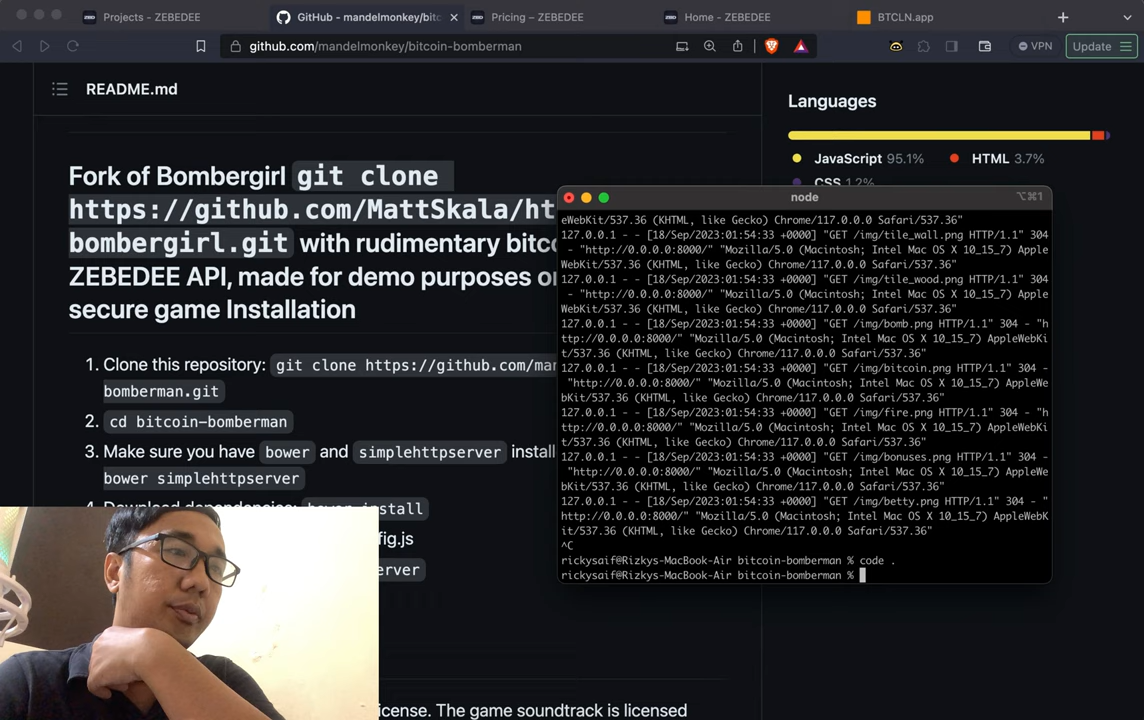 Projects - ZEBEDEE
GitHub - mandelmonkey/bitc
Pricing – ZEBEDEE
Home - ZEBEDEE
BTCLN.app
github.com/mandelmonkey/bitcoin-bomberman
VPN
Update
README.md
Fork of Bombergirl git clone
https://github.com/MattSkala/ht
bombergirl.git with rudimentary bitc
ZEBEDEE API, made for demo purposes o
secure game Installation
1. Clone this repository: git clone https://github.com/mar
bomberman.git
2. cd bitcoin-bomberman
3. Make sure you have bower and simplehttpserver install
bower simplehttpserver
4. Download dependencies: bower install
fig.js
server
icense. The game soundtrack is licensed
Languages
JavaScript 95.1%
HTML 3.7%
CSS 1.2%
node
⌥⌘1
eWebKit/537.36 (KHTML, like Gecko) Chrome/117.0.0.0 Safari/537.36"
127.0.0.1 - - [18/Sep/2023:01:54:33 +0000] "GET /img/tile_wall.png HTTP/1.1" 304
- "http://0.0.0.0:8000/" "Mozilla/5.0 (Macintosh; Intel Mac OS X 10_15_7) Apple
WebKit/537.36 (KHTML, like Gecko) Chrome/117.0.0.0 Safari/537.36"
127.0.0.1 - - [18/Sep/2023:01:54:33 +0000] "GET /img/tile_wood.png HTTP/1.1" 304
- "http://0.0.0.0:8000/" "Mozilla/5.0 (Macintosh; Intel Mac OS X 10_15_7) Apple
WebKit/537.36 (KHTML, like Gecko) Chrome/117.0.0.0 Safari/537.36"
127.0.0.1 - - [18/Sep/2023:01:54:33 +0000] "GET /img/bomb.png HTTP/1.1" 304 - "h
ttp://0.0.0.0:8000/" "Mozilla/5.0 (Macintosh; Intel Mac OS X 10_15_7) AppleWebKi
t/537.36 (KHTML, like Gecko) Chrome/117.0.0.0 Safari/537.36"
127.0.0.1 - - [18/Sep/2023:01:54:33 +0000] "GET /img/bitcoin.png HTTP/1.1" 304 -
"http://0.0.0.0:8000/" "Mozilla/5.0 (Macintosh; Intel Mac OS X 10_15_7) AppleWe
bKit/537.36 (KHTML, like Gecko) Chrome/117.0.0.0 Safari/537.36"
127.0.0.1 - - [18/Sep/2023:01:54:33 +0000] "GET /img/fire.png HTTP/1.1" 304 - "h
ttp://0.0.0.0:8000/" "Mozilla/5.0 (Macintosh; Intel Mac OS X 10_15_7) AppleWebKi
t/537.36 (KHTML, like Gecko) Chrome/117.0.0.0 Safari/537.36"
127.0.0.1 - - [18/Sep/2023:01:54:33 +0000] "GET /img/bonuses.png HTTP/1.1" 304 -
"http://0.0.0.0:8000/" "Mozilla/5.0 (Macintosh; Intel Mac OS X 10_15_7) AppleWe
bKit/537.36 (KHTML, like Gecko) Chrome/117.0.0.0 Safari/537.36"
127.0.0.1 - - [18/Sep/2023:01:54:33 +0000] "GET /img/betty.png HTTP/1.1" 304 - "
http://0.0.0.0:8000/" "Mozilla/5.0 (Macintosh; Intel Mac OS X 10_15_7) AppleWebK
it/537.36 (KHTML, like Gecko) Chrome/117.0.0.0 Safari/537.36"
^C
rickysaif@Rizkys-MacBook-Air bitcoin-bomberman % code .
rickysaif@Rizkys-MacBook-Air bitcoin-bomberman %